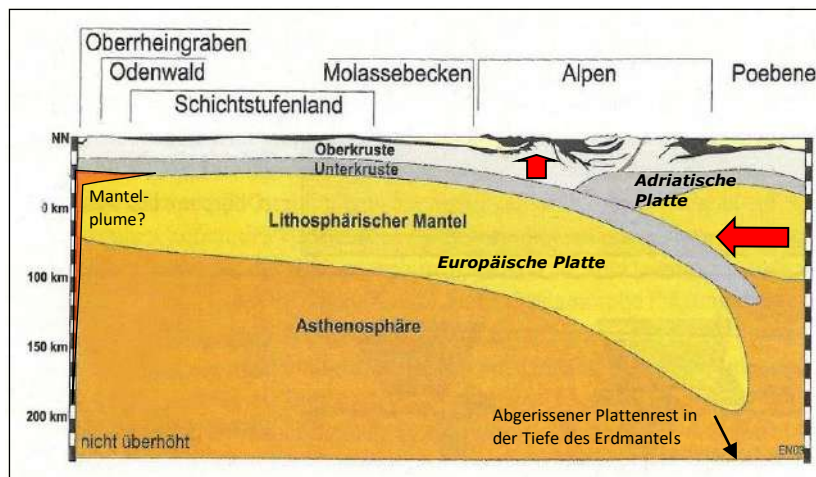 Oberrheingraben
Odenwald
Molassebecken
Alpen
Poebene
Schichtstufenland
NN
Oberkruste
Unterkruste
Adriatische
Platte
Mantel-
plume?
0 km
Lithosphärischer Mantel
Europäische Platte
100 km
Asthenosphäre
150 km
200 km
Abgerissener Plattenrest in
der Tiefe des Erdmantels
nicht überhöht
EN03